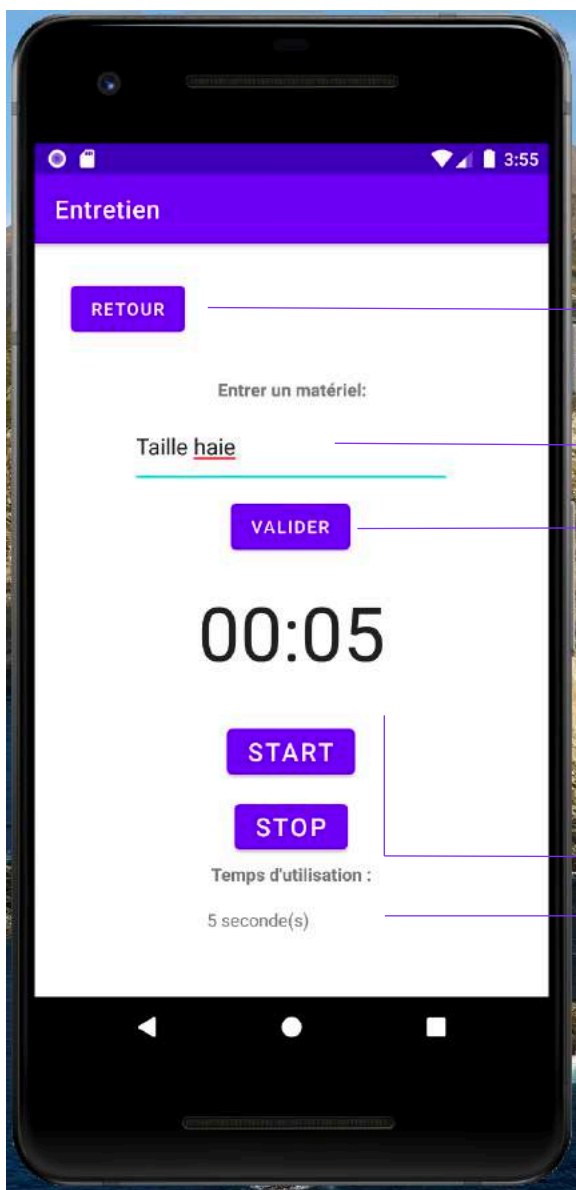 3:55
Entretien
RETOUR
Entrer un matériel:
Taille haie
VALIDER
00:05
START
STOP
Temps d'utilisation :
5 seconde(s)